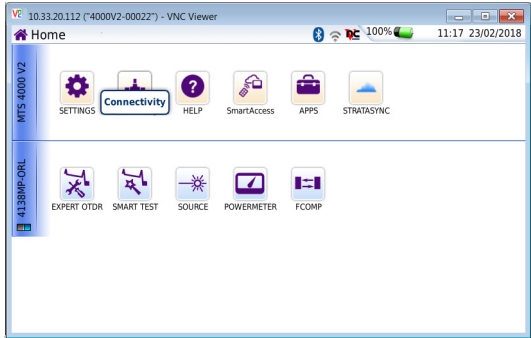 10.33.20.112 ("4000V2-00022") - VNC Viewer
Home
100%
11:17 23/02/2018
MTS 4000 V2
SETTINGS
Connectivity
HELP
SmartAccess
APPS
STRATASYNC
4138MP-ORL
EXPERT OTDR
SMART TEST
SOURCE
POWERMETER
FCOMP